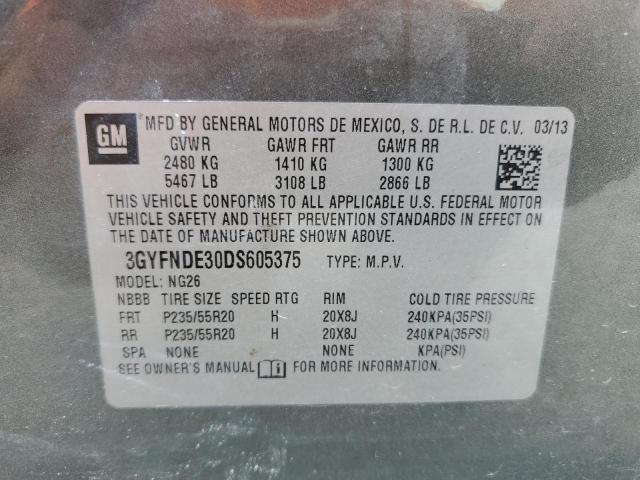 GM
*MFD BY GENERAL MOTORS DE MEXICO, S. DE R.L. DE C.V. 03/13
GVWR GAWR FRT GAWR RR
2480 KG 1410 KG 1300 KG
5467 LB 3108 LB 2866 LB
THIS VEHICLE CONFORMS TO ALL APPLICABLE U.S. FEDERAL MOTOR
VEHICLE SAFETY AND THEFT PREVENTION STANDARDS IN EFFECT ON
THE DATE OF MANUFACTURE SHOWN ABOVE.
3GYFNDE30DS605375 TYPE: M.P.V.
MODEL: NG26
NBBB TIRE SIZE SPEED RTG RIM COLD TIRE PRESSURE
FRT P235/55R20 H 20X8J 240KPA(35PSI)
RR P235/55R20 H 20X8J 240KPA(35PSI)
SPA NONE NONE KPA(PSI)
SEE OWNER'S MANUAL i FOR MORE INFORMATION.